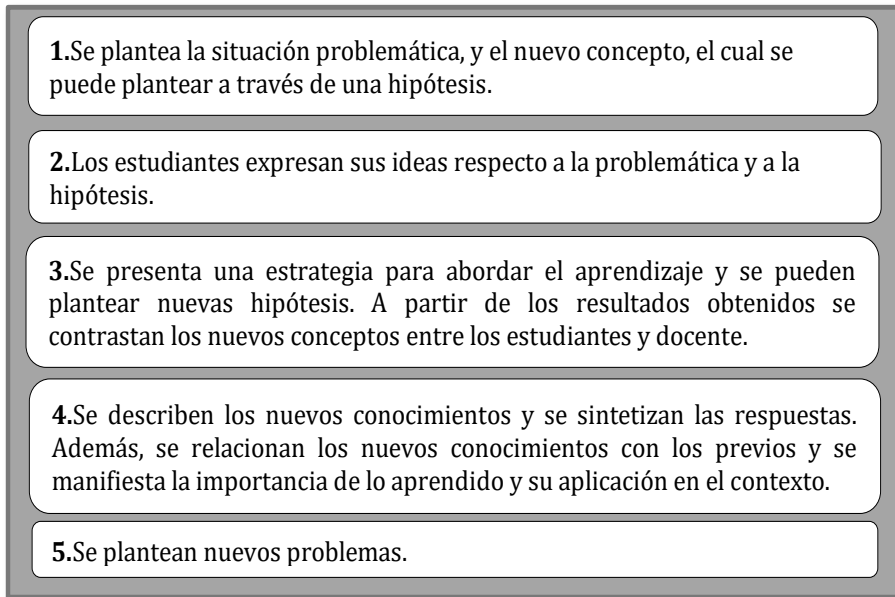 1.Se plantea la situación problemática, y el nuevo concepto, el cual se
puede plantear a través de una hipótesis.
2.Los estudiantes expresan sus ideas respecto a la problemática y a la
hipótesis.
3.Se presenta una estrategia para abordar el aprendizaje y se pueden
plantear nuevas hipótesis. A partir de los resultados obtenidos se
contrastan los nuevos conceptos entre los estudiantes y docente.
4.Se describen los nuevos conocimientos y se sintetizan las respuestas.
Además, se relacionan los nuevos conocimientos con los previos y se
manifiesta la importancia de lo aprendido y su aplicación en el contexto.
5.Se plantean nuevos problemas.